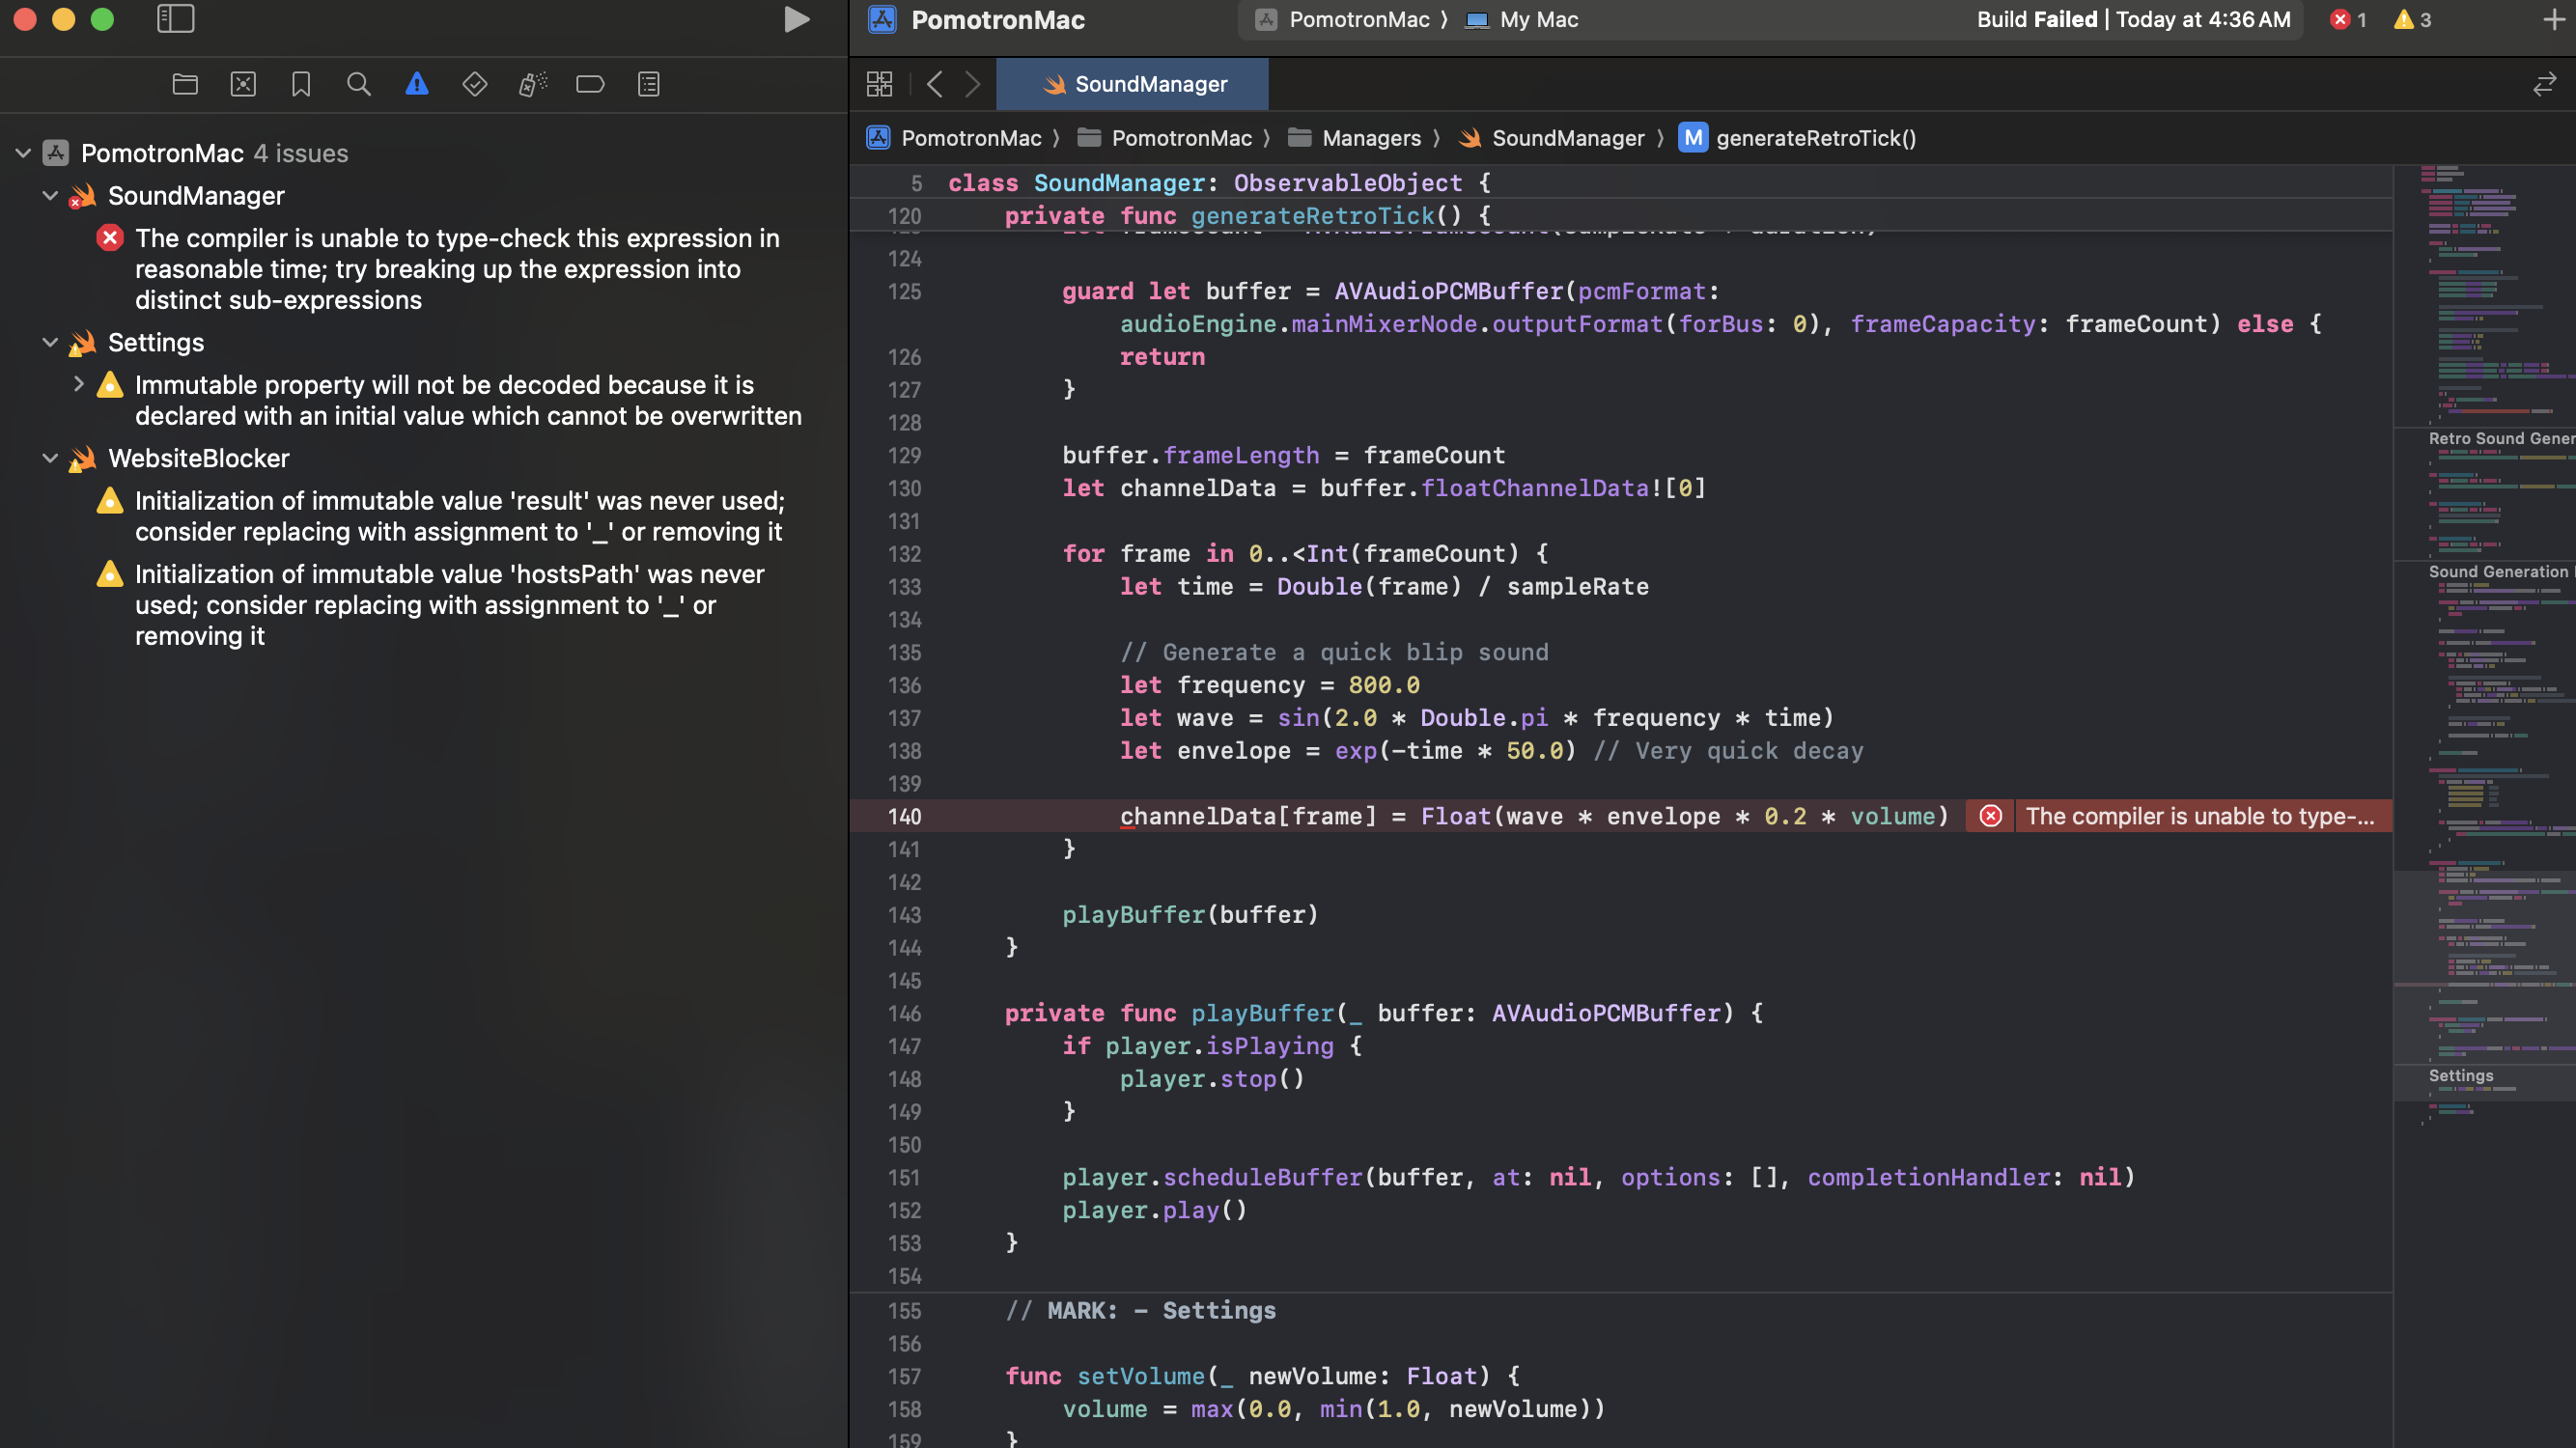 PomotronMac
PomotronMac 〉 My Mac
Build Failed | Today at 4:36 AM
1
3
PomotronMac 4 issues
SoundManager
The compiler is unable to type-check this expression in
reasonable time; try breaking up the expression into
distinct sub-expressions
Settings
Immutable property will not be decoded because it is
declared with an initial value which cannot be overwritten
WebsiteBlocker
Initialization of immutable value 'result' was never used;
consider replacing with assignment to '_' or removing it
Initialization of immutable value 'hostsPath' was never
used; consider replacing with assignment to '_' or
removing it
SoundManager
PomotronMac 〉 PomotronMac 〉 Managers 〉 SoundManager 〉 M generateRetroTick()
5 class SoundManager: ObservableObject {
120 private func generateRetroTick() {
124
125 guard let buffer = AVAudioPCMBuffer(pcmFormat:
audioEngine.mainMixerNode.outputFormat(forBus: 0), frameCapacity: frameCount) else {
126 return
127 }
128
129 buffer.frameLength = frameCount
130 let channelData = buffer.floatChannelData![0]
131
132 for frame in 0..<Int(frameCount) {
133 let time = Double(frame) / sampleRate
134
135 // Generate a quick blip sound
136 let frequency = 800.0
137 let wave = sin(2.0 * Double.pi * frequency * time)
138 let envelope = exp(-time * 50.0) // Very quick decay
139
140 channelData[frame] = Float(wave * envelope * 0.2 * volume) The compiler is unable to type-...
141 }
142
143 playBuffer(buffer)
144 }
145
146 private func playBuffer(_ buffer: AVAudioPCMBuffer) {
147 if player.isPlaying {
148 player.stop()
149 }
150
151 player.scheduleBuffer(buffer, at: nil, options: [], completionHandler: nil)
152 player.play()
153 }
154
155 // MARK: - Settings
156
157 func setVolume(_ newVolume: Float) {
158 volume = max(0.0, min(1.0, newVolume))
159 }
Retro Sound Gener
Sound Generation
Settings